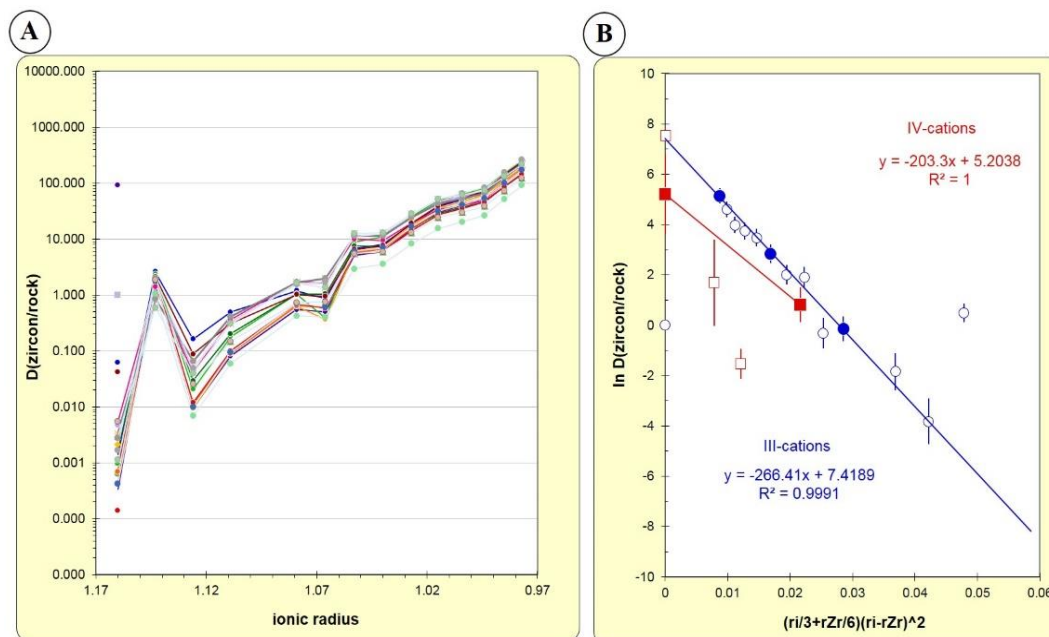 A
10000.000
1000.000
100.000
10.000
1.000
0.100
0.010
0.001
0.000
0.000
D(zircon/rock)
1.17
1.12
1.07
1.02
0.97
ionic radius
B
10
8
6
4
2
0
-2
-4
-6
-8
-10
ln D(zircon/rock)
IV-cations
y = -203.3x + 5.2038
R² = 1
III-cations
y = -266.41x + 7.4189
R² = 0.9991
0
0.01
0.02
0.03
0.04
0.05
0.06
(ri/3+rZr/6)(ri-rZr)^2